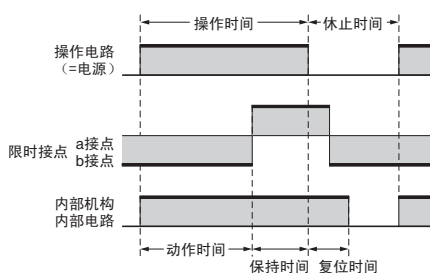 操作时间
休止时间
操作电路
（=电源）
限时接点
a接点
b接点
内部机构
内部电路
动作时间
保持时间
复位时间